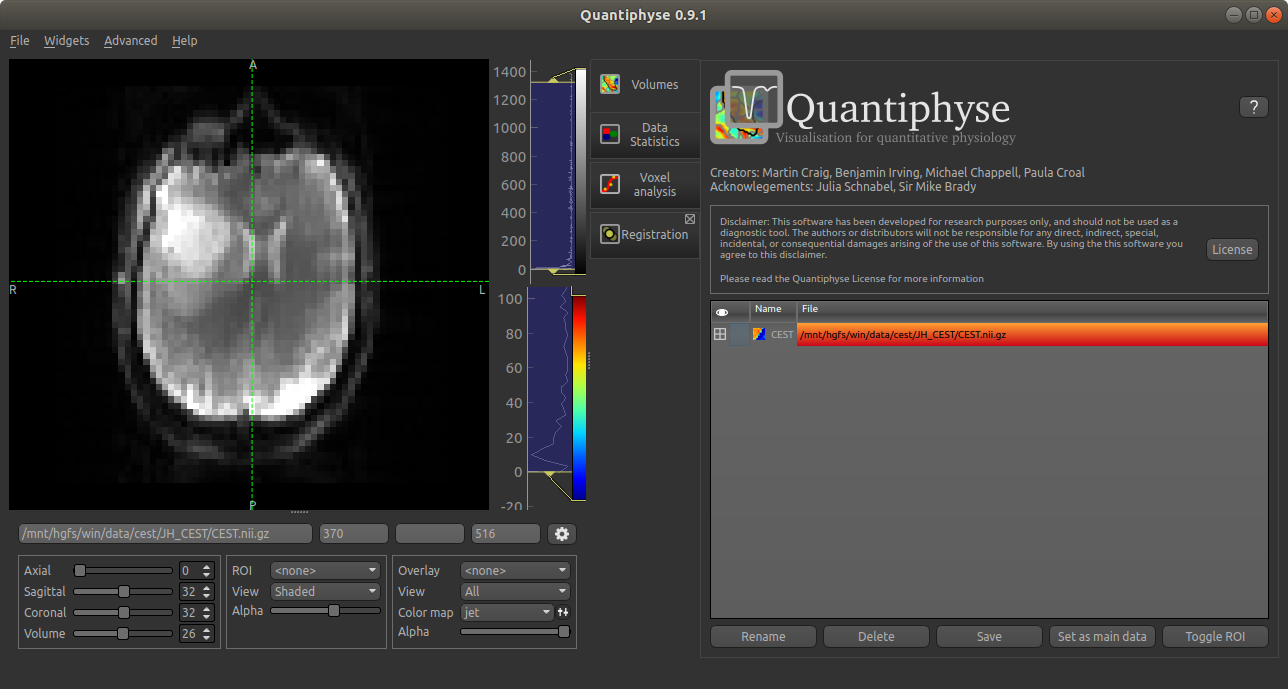 Quantiphyse 0.9.1
File Widgets Advanced Help
A
R
L
P
1400
1200
1000
800
600
400
200
0
100
80
60
40
20
0
-20
Volumes
Data
Statistics
Voxel
analysis
Registration
Quantiphyse
Visualisation for quantitative physiology
?
Creators: Martin Craig, Benjamin Irving, Michael Chappell, Paula Croal
Acknowlegements: Julia Schnabel, Sir Mike Brady
Disclaimer: This software has been developed for research purposes only, and should not be used as a
diagnostic tool. The authors or distributors will not be responsible for any direct, indirect, special,
incidental, or consequential damages arising of the use of this software. By using the this software you
agree to this disclaimer.
Please read the Quantiphyse License for more information
License
Name File
CEST /mnt/hgfs/win/data/cest/JH_CEST/CEST.nii.gz
Rename Delete Save Set as main data Toggle ROI
/mnt/hgfs/win/data/cest/JH_CEST/CEST.nii.gz 370 516
Axial 0
Sagittal 32
Coronal 32
Volume 26
ROI <none>
View Shaded
Alpha
Overlay <none>
View All
Color map jet
Alpha